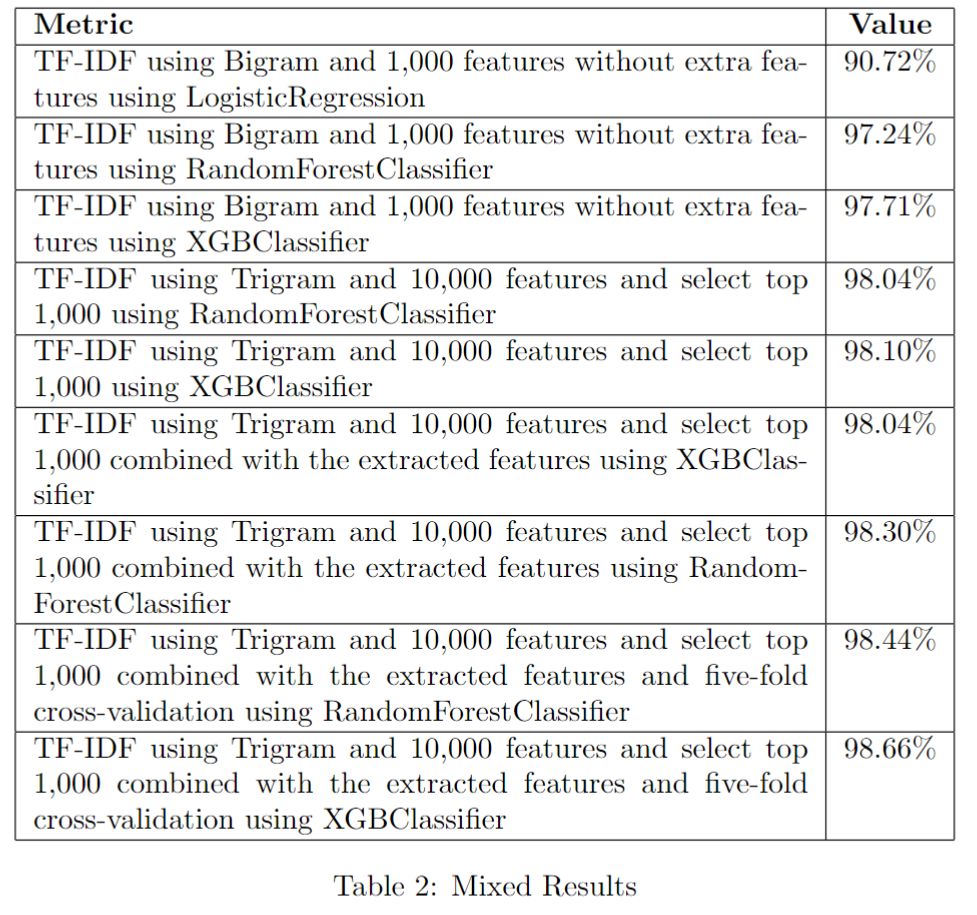 Metric Value
TF-IDF using Bigram and 1,000 features without extra fea- 90.72%
tures using LogisticRegression
TF-IDF using Bigram and 1,000 features without extra fea- 97.24%
tures using RandomForestClassifier
TF-IDF using Bigram and 1,000 features without extra fea- 97.71%
tures using XGBClassifier
TF-IDF using Trigram and 10,000 features and select top 98.04%
1,000 using RandomForestClassifier
TF-IDF using Trigram and 10,000 features and select top 98.10%
1,000 using XGBClassifier
TF-IDF using Trigram and 10,000 features and select top 98.04%
1,000 combined with the extracted features using XGBClas-
sifier
TF-IDF using Trigram and 10,000 features and select top 98.30%
1,000 combined with the extracted features using Random-
ForestClassifier
TF-IDF using Trigram and 10,000 features and select top 98.44%
1,000 combined with the extracted features and five-fold
cross-validation using RandomForestClassifier
TF-IDF using Trigram and 10,000 features and select top 98.66%
1,000 combined with the extracted features and five-fold
cross-validation using XGBClassifier
Table 2: Mixed Results